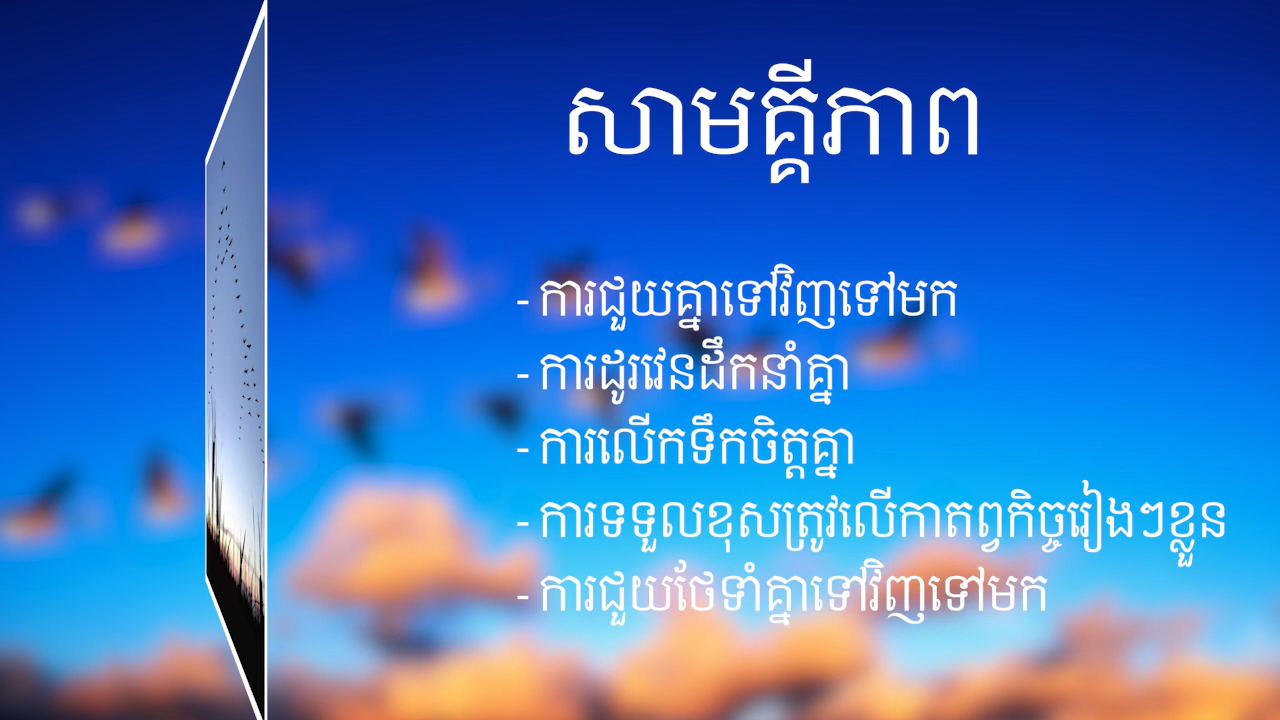 សាមគ្គីភាព
- ការជួយគ្នាទៅវិញទៅមក
- ការដូរវេនដឹកនាំគ្នា
- ការលើកទឹកចិត្តគ្នា
- ការទទួលខុសត្រូវលើកាតព្វកិច្ចរៀងៗខ្លួន
- ការជួយថែទាំគ្នាទៅវិញទៅមក